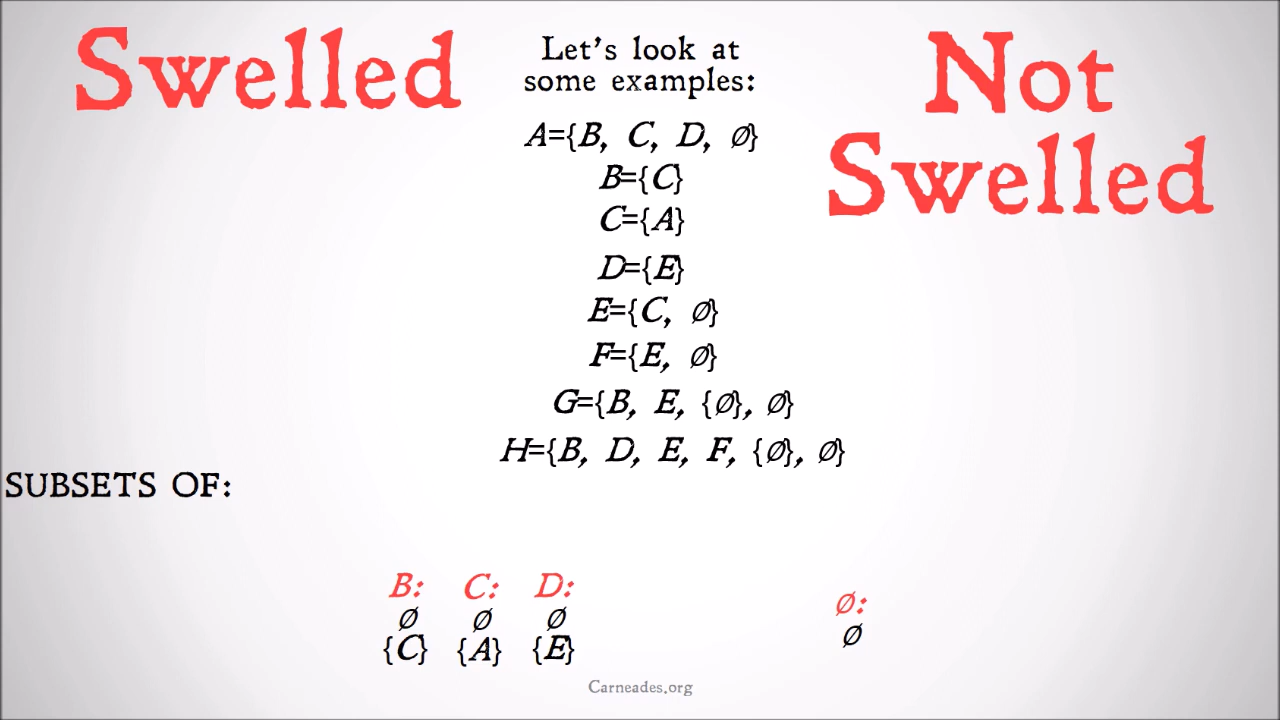 Swelled
Let's look at
some examples:
Not
Swelled
A={B, C, D, ∅}
B={C}
C={A}
D={E}
E={C, ∅}
F={E, ∅}
G={B, E, {∅}, ∅}
H={B, D, E, F, {∅}, ∅}
SUBSETS OF:
B: C: D: ∅:
∅ ∅ ∅ ∅
{C} {A} {E}
Carneades.org